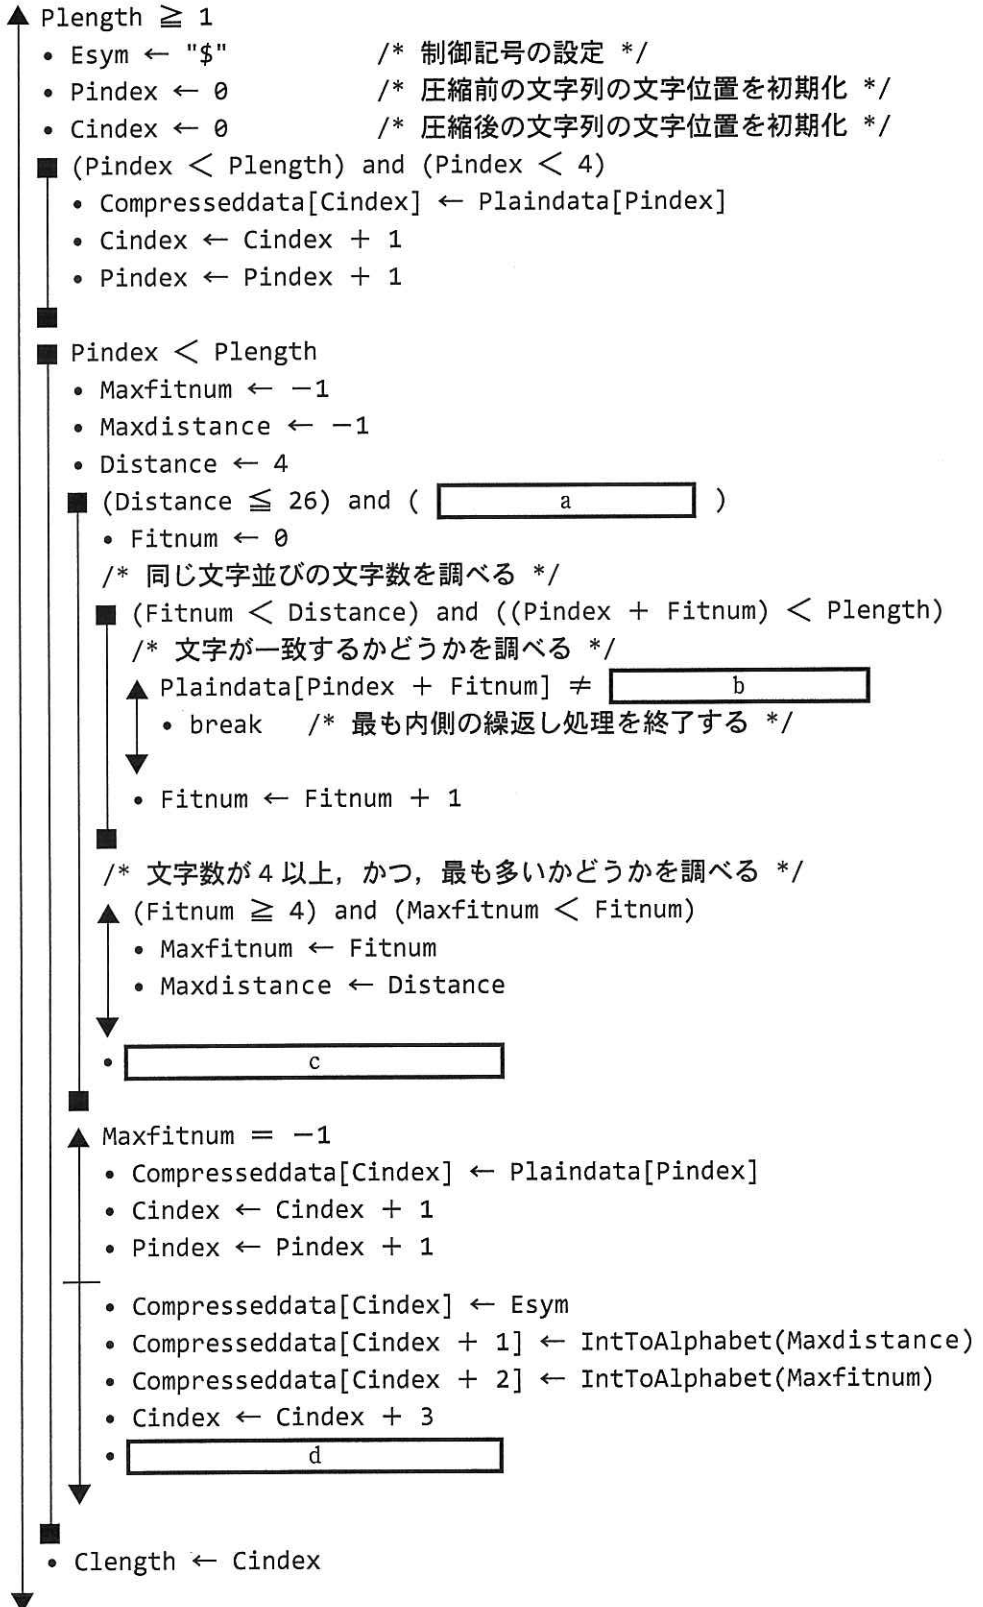 Plength ≧ 1
• Esym ← "$" /* 制御記号の設定 */
• Pindex ← 0 /* 圧縮前の文字列の文字位置を初期化 */
• Cindex ← 0 /* 圧縮後の文字列の文字位置を初期化 */
(Pindex < Plength) and (Pindex < 4)
• Compresseddata[Cindex] ← Plaindata[Pindex]
• Cindex ← Cindex + 1
• Pindex ← Pindex + 1
Pindex < Plength
• Maxfitnum ← −1
• Maxdistance ← −1
• Distance ← 4
(Distance ≦ 26) and ( a )
• Fitnum ← 0
/* 同じ文字並びの文字数を調べる */
(Fitnum < Distance) and ((Pindex + Fitnum) < Plength)
/* 文字が一致するかどうかを調べる */
Plaindata[Pindex + Fitnum] ≠ b
• break /* 最も内側の繰返し処理を終了する */
• Fitnum ← Fitnum + 1
/* 文字数が4以上，かつ，最も多いかどうかを調べる */
(Fitnum ≧ 4) and (Maxfitnum < Fitnum)
• Maxfitnum ← Fitnum
• Maxdistance ← Distance
• c
Maxfitnum = −1
• Compresseddata[Cindex] ← Plaindata[Pindex]
• Cindex ← Cindex + 1
• Pindex ← Pindex + 1
• Compresseddata[Cindex] ← Esym
• Compresseddata[Cindex + 1] ← IntToAlphabet(Maxdistance)
• Compresseddata[Cindex + 2] ← IntToAlphabet(Maxfitnum)
• Cindex ← Cindex + 3
• d
• Clength ← Cindex